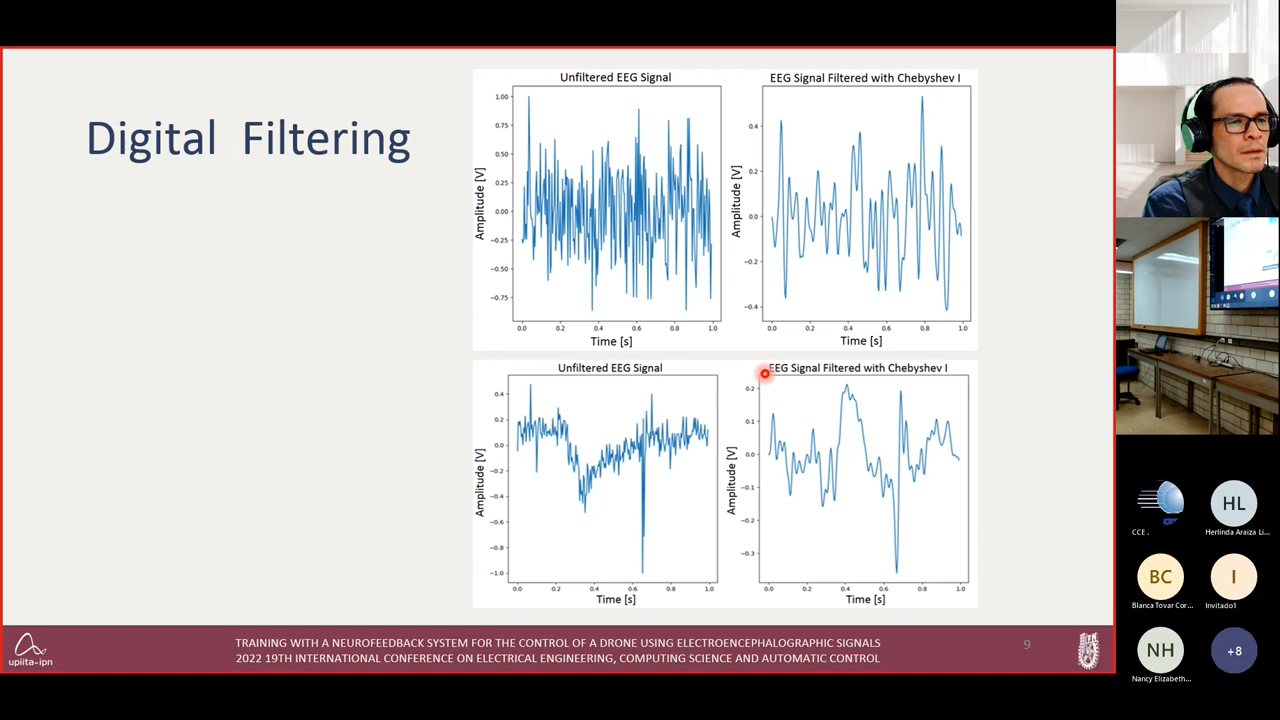 Digital Filtering
Unfiltered EEG Signal
1.00
0.75
0.50
0.25
0.00
−0.25
−0.50
−0.75
Amplitude [V]
0.0 0.2 0.4 0.6 0.8 1.0
Time [s]
EEG Signal Filtered with Chebyshev I
0.4
0.2
0.0
−0.2
−0.4
Amplitude [V]
0.0 0.2 0.4 0.6 0.8 1.0
Time [s]
Unfiltered EEG Signal
0.4
0.2
0.0
−0.2
−0.4
−0.6
−0.8
−1.0
Amplitude [V]
0.0 0.2 0.4 0.6 0.8 1.0
Time [s]
EEG Signal Filtered with Chebyshev I
0.2
0.1
0.0
−0.1
−0.2
−0.3
Amplitude [V]
0.0 0.2 0.4 0.6 0.8 1.0
Time [s]
upiita-ipn
TRAINING WITH A NEUROFEEDBACK SYSTEM FOR THE CONTROL OF A DRONE USING ELECTROENCEPHALOGRAPHIC SIGNALS
2022 19TH INTERNATIONAL CONFERENCE ON ELECTRICAL ENGINEERING, COMPUTING SCIENCE AND AUTOMATIC CONTROL
9
CCE .
HL
Herlinda Araiza Li...
BC
Blanca Tovar Cor...
I
Invitado1
NH
Nancy Elizabeth...
+8